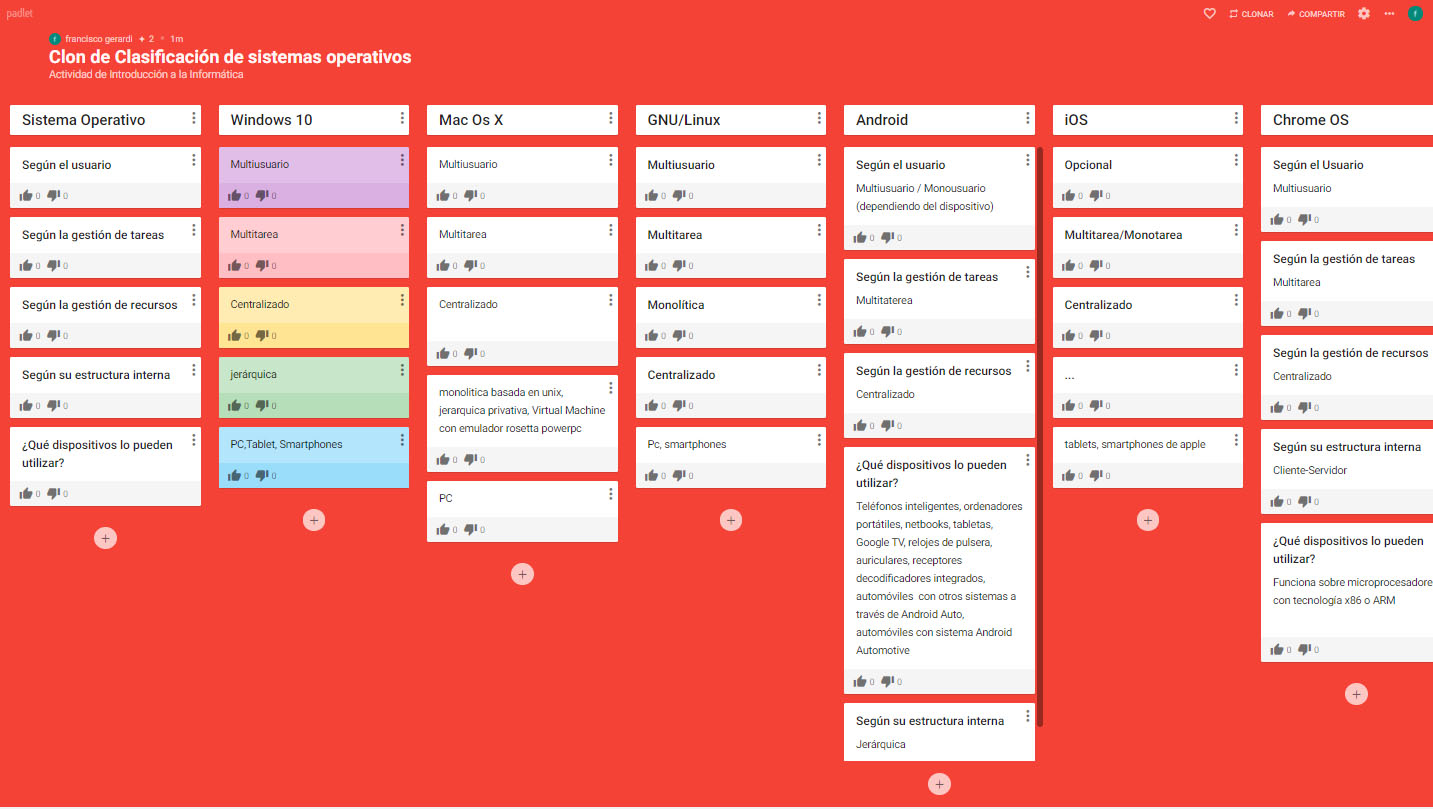 padlet
CLONAR
COMPARTIR
f
f
francisco gerardi + 2 • 1m
Clon de Clasificación de sistemas operativos
Actividad de Introducción a la Informática
Sistema Operativo
Según el usuario
0 0
Según la gestión de tareas
0 0
Según la gestión de recursos
0 0
Según su estructura interna
0 0
¿Qué dispositivos lo pueden
utilizar?
0 0
Windows 10
Multiusuario
0 0
Multitarea
0 0
Centralizado
0 0
jerárquica
0 0
PC,Tablet, Smartphones
0 0
Mac Os X
Multiusuario
0 0
Multitarea
0 0
Centralizado
0 0
monolitica basada en unix,
jerarquica privativa, Virtual Machine
con emulador rosetta powerpc
0 0
PC
0 0
GNU/Linux
Multiusuario
0 0
Multitarea
0 0
Monolítica
0 0
Centralizado
0 0
Pc, smartphones
0 0
Android
Según el usuario
Multiusuario / Monousuario
(dependiendo del dispositivo)
0 0
Según la gestión de tareas
Multitaterea
0 0
Según la gestión de recursos
Centralizado
0 0
¿Qué dispositivos lo pueden
utilizar?
Teléfonos inteligentes, ordenadores
portátiles, netbooks, tabletas,
Google TV, relojes de pulsera,
auriculares, receptores
decodificadores integrados,
automóviles con otros sistemas a
través de Android Auto,
automóviles con sistema Android
Automotive
0 0
Según su estructura interna
Jerárquica
iOS
Opcional
0 0
Multitarea/Monotarea
0 0
Centralizado
0 0
...
0 0
tablets, smartphones de apple
0 0
Chrome OS
Según el Usuario
Multiusuario
0 0
Según la gestión de tareas
Multitarea
0 0
Según la gestión de recursos
Centralizado
0 0
Según su estructura interna
Cliente-Servidor
0 0
¿Qué dispositivos lo pueden
utilizar?
Funciona sobre microprocesadore
con tecnología x86 o ARM
0 0